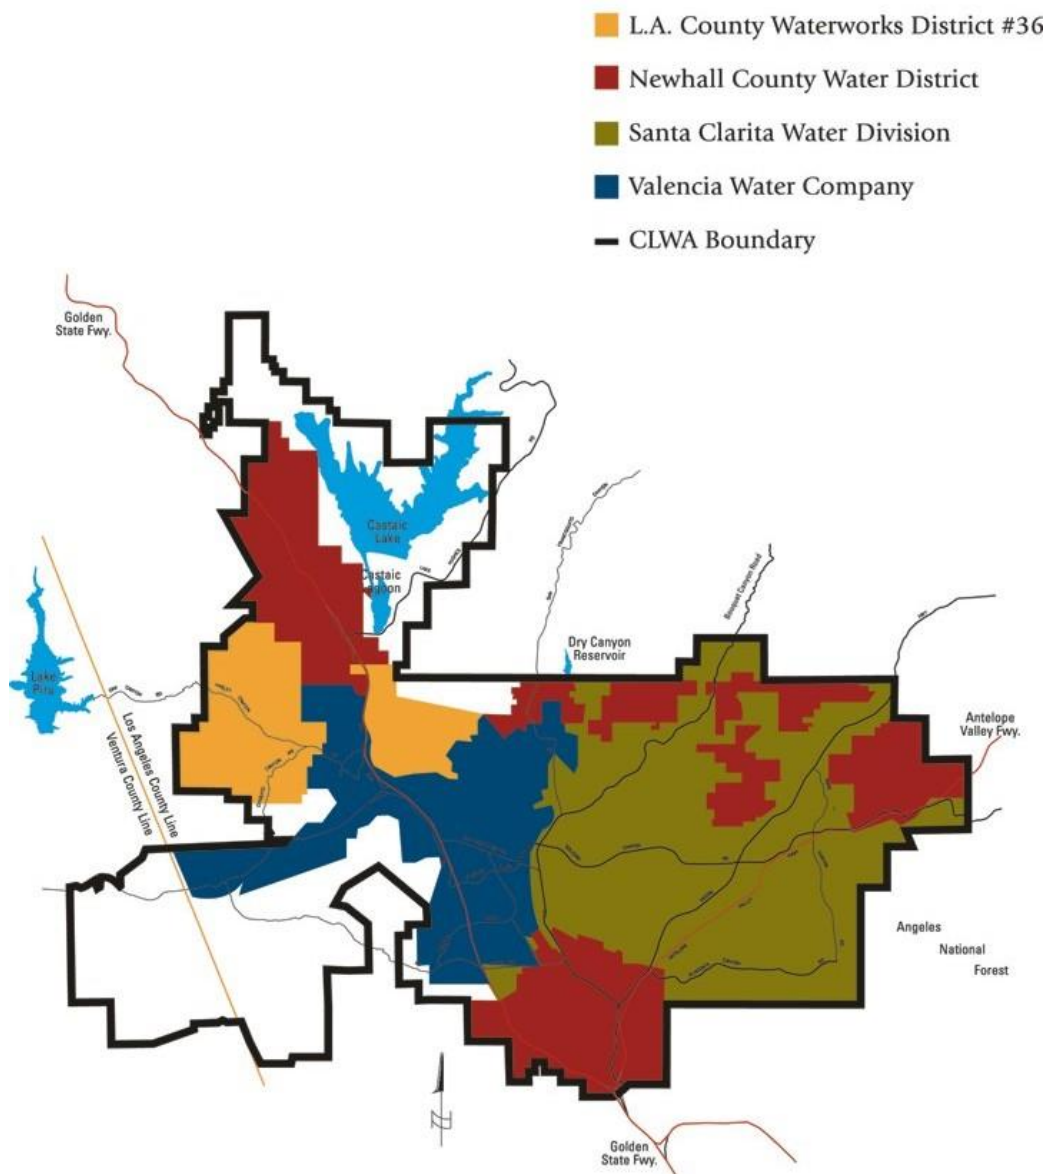 L.A. County Waterworks District #36
Newhall County Water District
Santa Clarita Water Division
Valencia Water Company
CLWA Boundary
Golden
State Fwy.
Castaic
Lake
Castaic
Lagoon
Bouquet Canyon Road
Dry Canyon
Reservoir
Lake
Piru
Los Angeles County Line
Ventura County Line
Antelope
Valley Fwy.
Angeles
National
Forest
Golden
State Fwy.